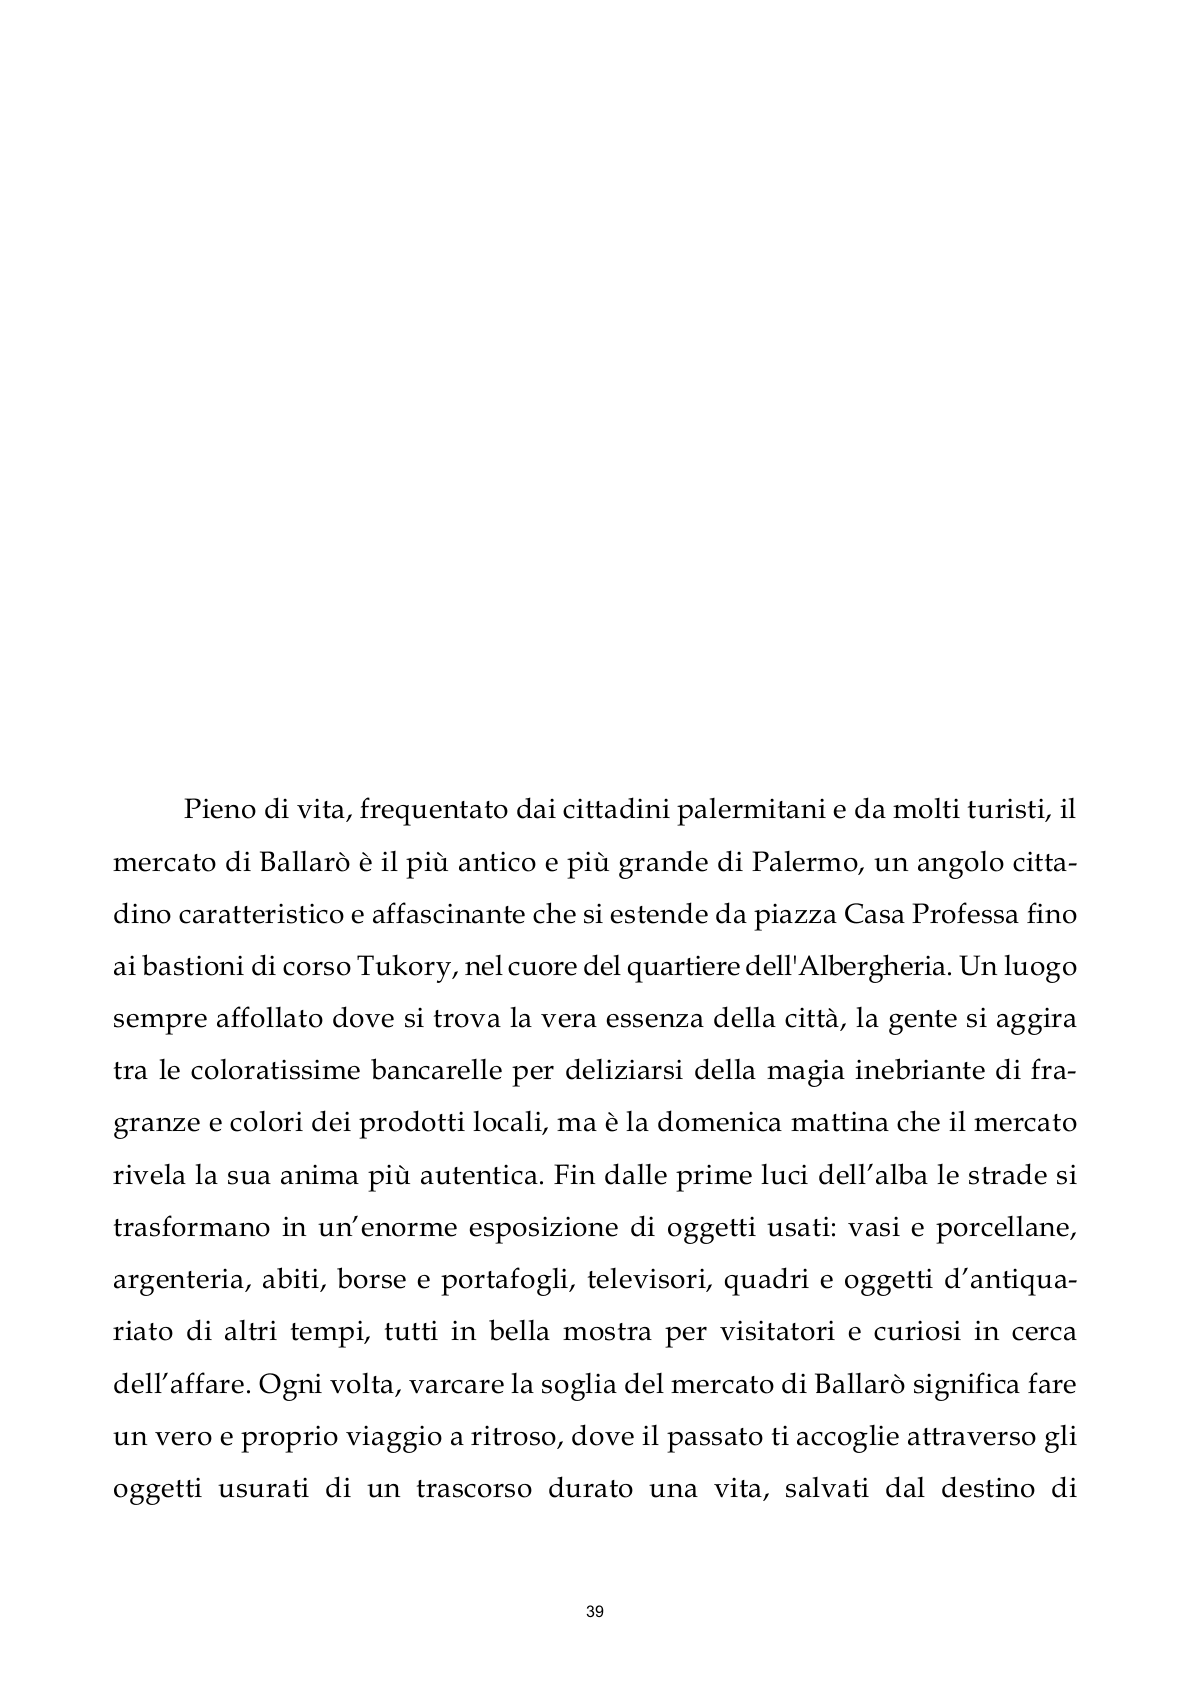 Pieno di vita, frequentato dai cittadini palermitani e da molti turisti, il
mercato di Ballarò è il più antico e più grande di Palermo, un angolo citta-
dino caratteristico e affascinante che si estende da piazza Casa Professa fino
ai bastioni di corso Tukory, nel cuore del quartiere dell'Albergheria. Un luogo
sempre affollato dove si trova la vera essenza della città, la gente si aggira
tra le coloratissime bancarelle per deliziarsi della magia inebriante di fra-
granze e colori dei prodotti locali, ma è la domenica mattina che il mercato
rivela la sua anima più autentica. Fin dalle prime luci dell’alba le strade si
trasformano in un’enorme esposizione di oggetti usati: vasi e porcellane,
argenteria, abiti, borse e portafogli, televisori, quadri e oggetti d’antiqua-
riato di altri tempi, tutti in bella mostra per visitatori e curiosi in cerca
dell’affare. Ogni volta, varcare la soglia del mercato di Ballarò significa fare
un vero e proprio viaggio a ritroso, dove il passato ti accoglie attraverso gli
oggetti usurati di un trascorso durato una vita, salvati dal destino di
39